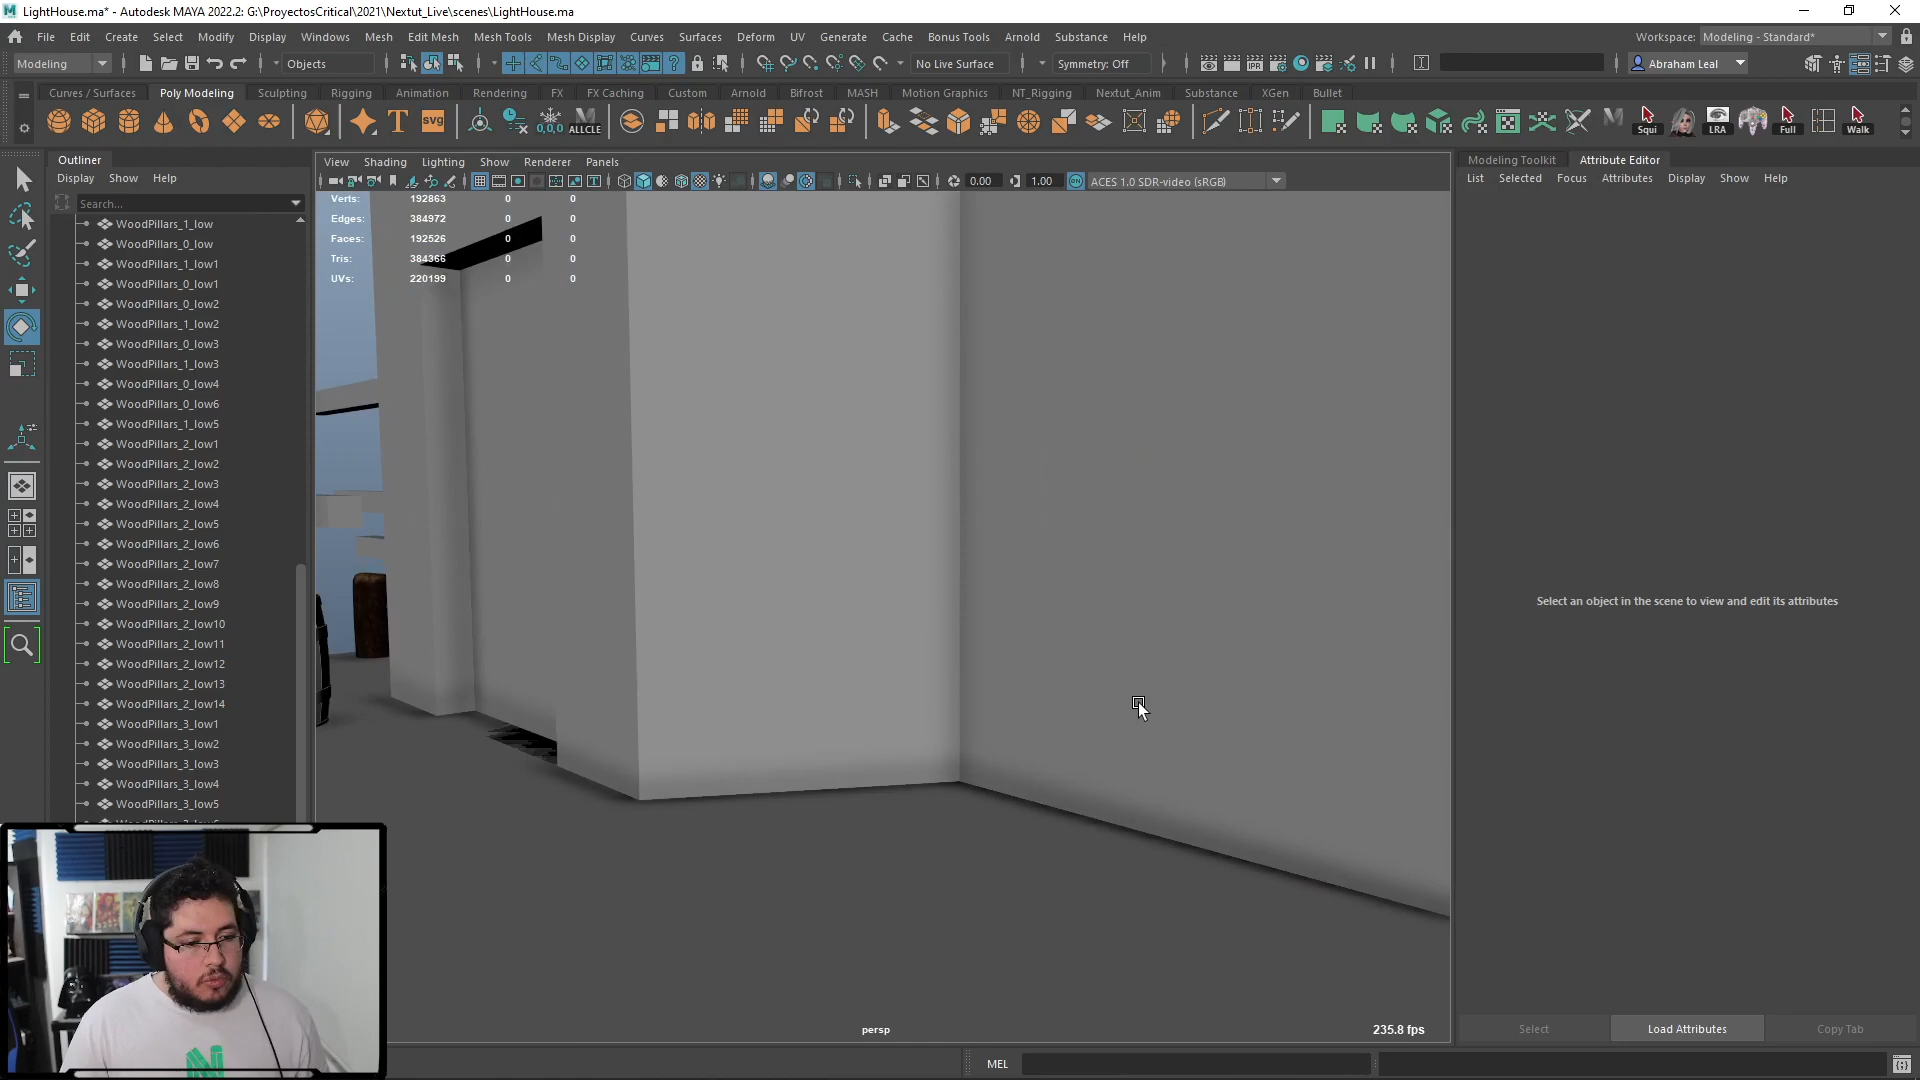 LightHouse.ma* - Autodesk MAYA 2022.2: G:\ProyectosCritical\2021\Nextut_Live\scenes\LightHouse.ma
File Edit Create Select Modify Display Windows Mesh Edit Mesh Mesh Tools Mesh Display Curves Surfaces Deform UV Generate Cache Bonus Tools Arnold Substance Help
Workspace: Modeling - Standard*
Modeling Objects No Live Surface Symmetry: Off Abraham Leal
Curves / Surfaces Poly Modeling Sculpting Rigging Animation Rendering FX FX Caching Custom Arnold Bifrost MASH Motion Graphics NT_Rigging Nextut_Anim Substance XGen Bullet
T svg 0,0,0 ALLCLE Squi LRA Full Walk
Outliner
Display Show Help
Search...
WoodPillars_1_low
WoodPillars_0_low
WoodPillars_1_low1
WoodPillars_0_low1
WoodPillars_0_low2
WoodPillars_1_low2
WoodPillars_0_low3
WoodPillars_1_low3
WoodPillars_0_low4
WoodPillars_0_low6
WoodPillars_1_low5
WoodPillars_2_low1
WoodPillars_2_low2
WoodPillars_2_low3
WoodPillars_2_low4
WoodPillars_2_low5
WoodPillars_2_low6
WoodPillars_2_low7
WoodPillars_2_low8
WoodPillars_2_low9
WoodPillars_2_low10
WoodPillars_2_low11
WoodPillars_2_low12
WoodPillars_2_low13
WoodPillars_2_low14
WoodPillars_3_low1
WoodPillars_3_low2
WoodPillars_3_low3
WoodPillars_3_low4
WoodPillars_3_low5
View Shading Lighting Show Renderer Panels
0.00 1.00 ON ACES 1.0 SDR-video (sRGB)
Verts: 192863 0 0
Edges: 384972 0 0
Faces: 192526 0 0
Tris: 384366 0 0
UVs: 220199 0 0
persp
235.8 fps
Modeling Toolkit Attribute Editor
List Selected Focus Attributes Display Show Help
Select an object in the scene to view and edit its attributes
Select Load Attributes Copy Tab
MEL